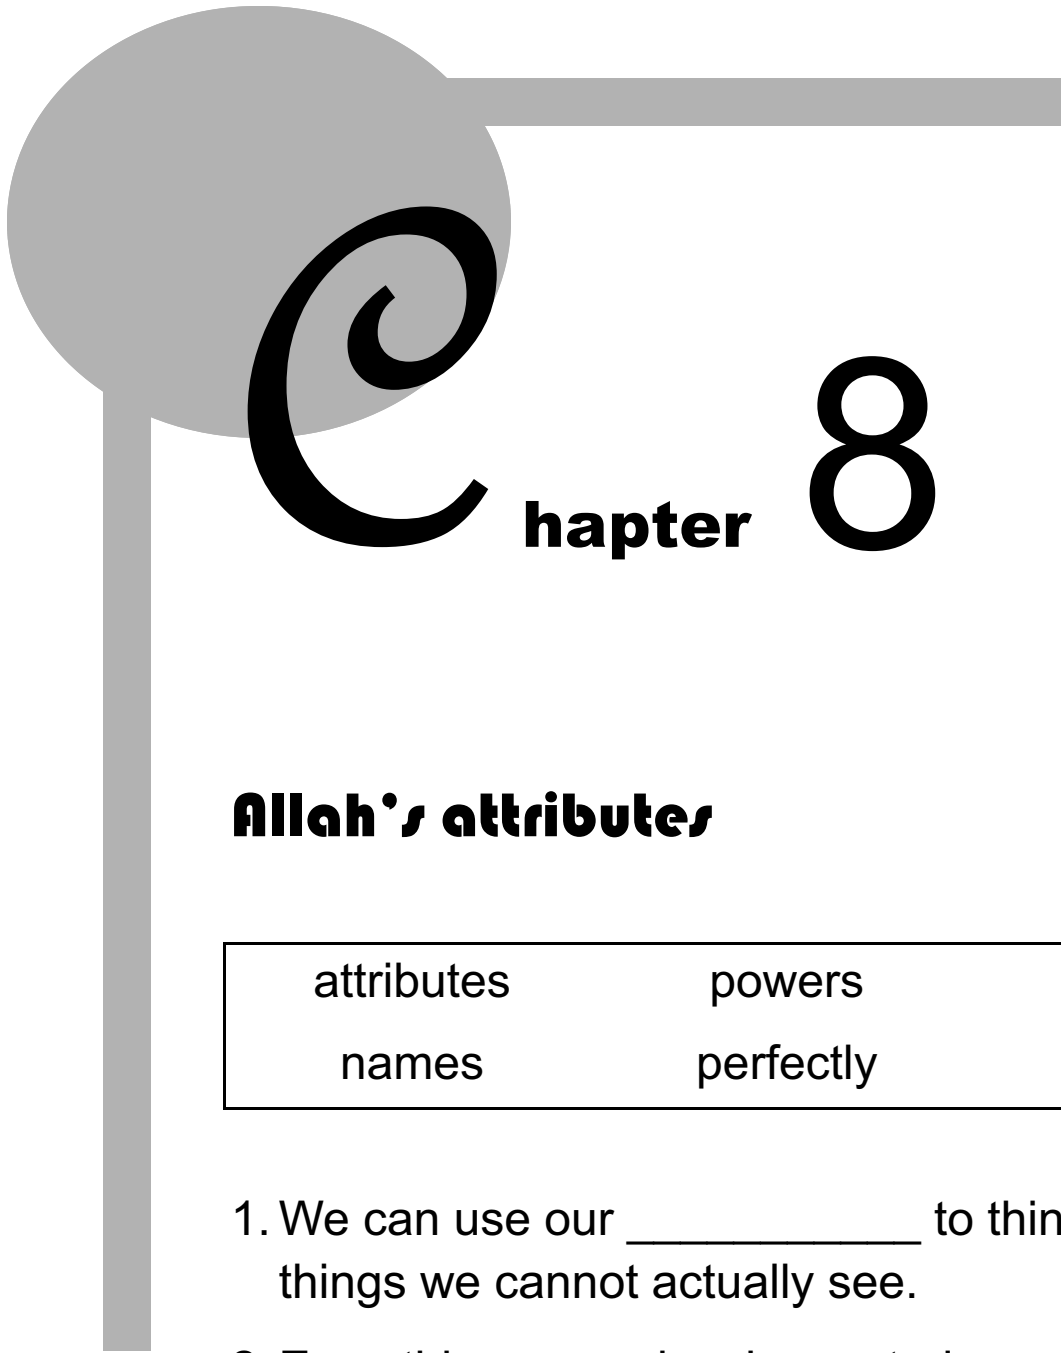 Chapter 8
Allah's attributes
attributes powers
names perfectly
1. We can use our ___________ to
things we cannot actually see.